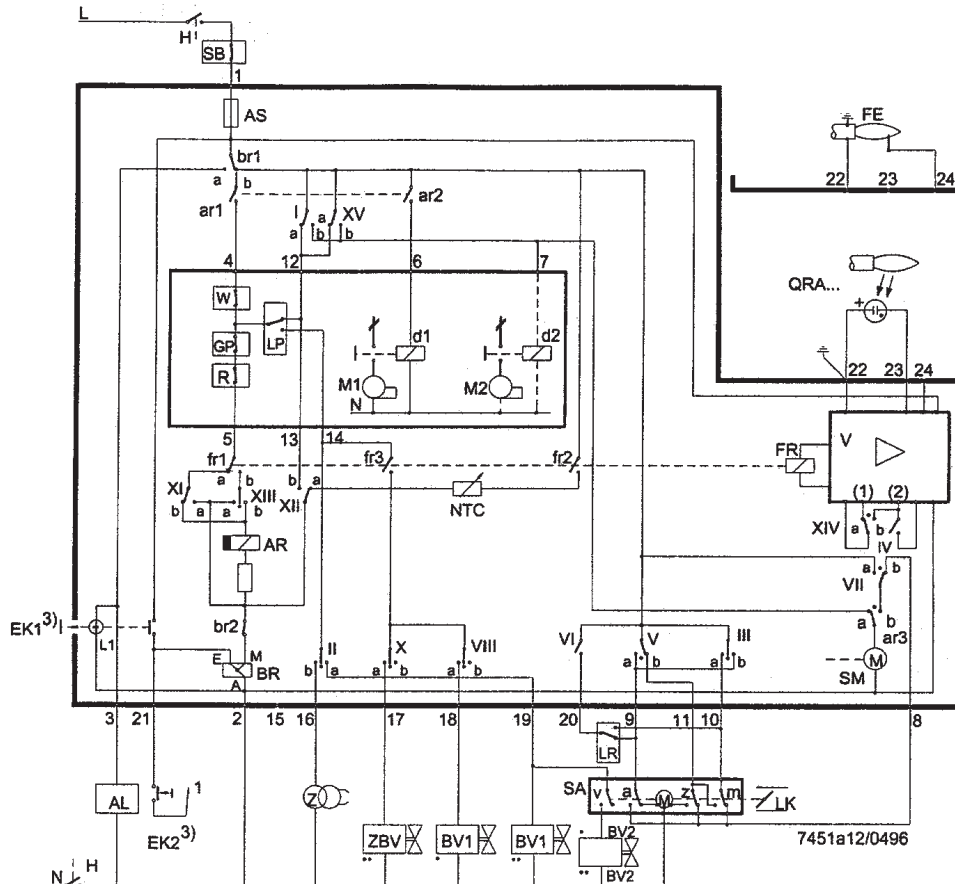 L
H
SB
1
AS
FE
br1
22 23 24
a b
ar1
ar2
I a XV
a b b
4 12 6 7
QRA...
+
W
d1 d2
LP
GP
22 23 24
M1 M2
R
N
V
5 13 14
FR
fr1 fr3 fr2
a b b a
XI XIII
(1) (2)
b a a b XII
NTC
XIV a b
IV
AR
a b
VII
EK1³⁾
L1
br2
a b
ar3
VI V III
II X VIII
E M
BR
b a b a a b a b a b
M
SM
A
3 21 2 15 16 17 18 19 20 9 11 10 8
LR
SA v a M z m
LK
AL
1
Z
EK2³⁾
7451a12/0496
ZBV BV1 BV1 BV2
BV2
H
N